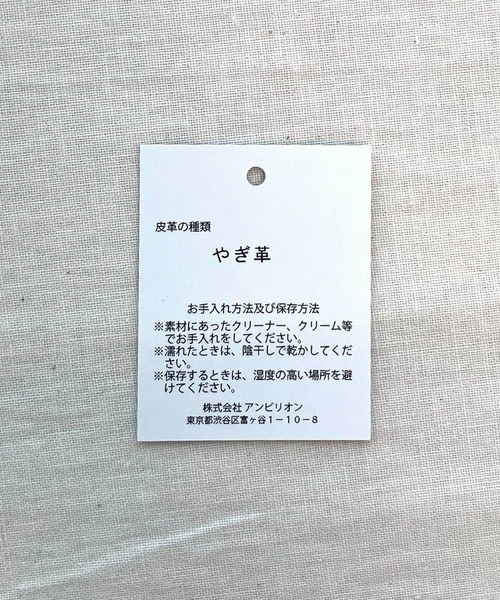 皮革の種類
やぎ革
お手入れ方法及び保存方法
※素材にあったクリーナー、クリーム等
でお手入れをしてください。
※濡れたときは、陰干しで乾かしてくだ
さい。
※保存するときは、湿度の高い場所を避
けてください。
株式会社 アンビリオン
東京都渋谷区富ヶ谷1－10－8